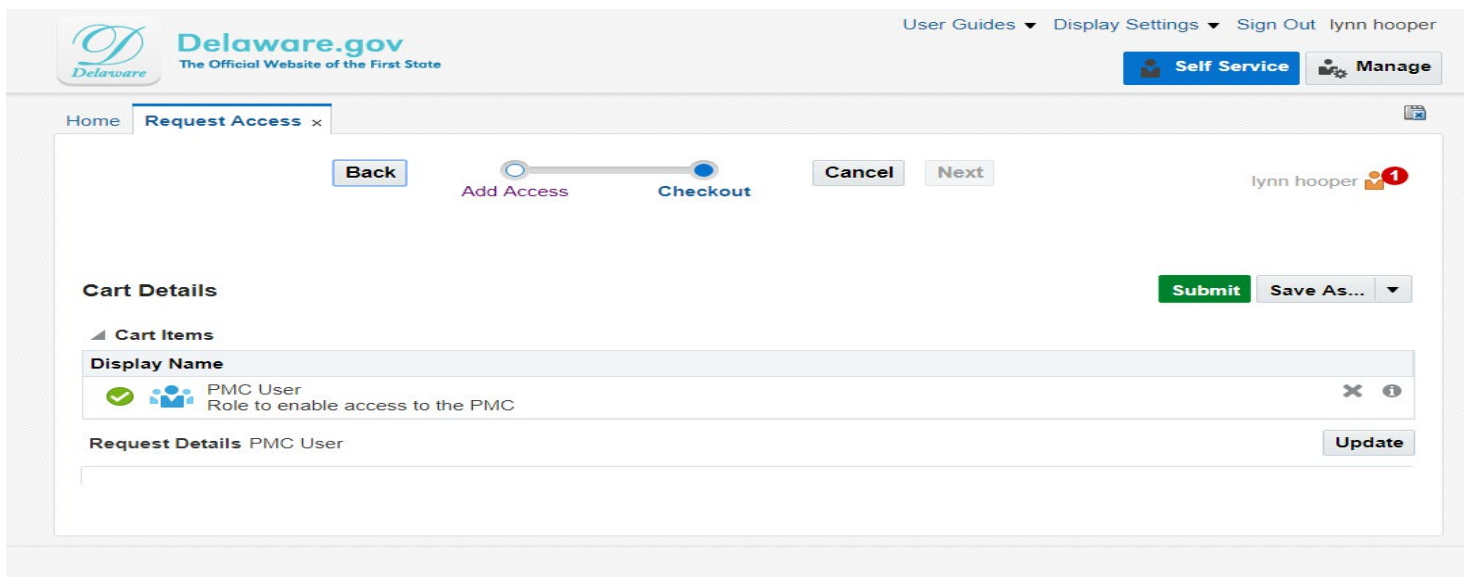 User Guides Display Settings Sign Out lynn hooper
Delaware
Delaware.gov
The Official Website of the First State
Self Service Manage
Home Request Access ×
Back Add Access Checkout Cancel Next lynn hooper 1
Cart Details Submit Save As...
Cart Items
Display Name
PMC User
Role to enable access to the PMC
Request Details PMC User Update